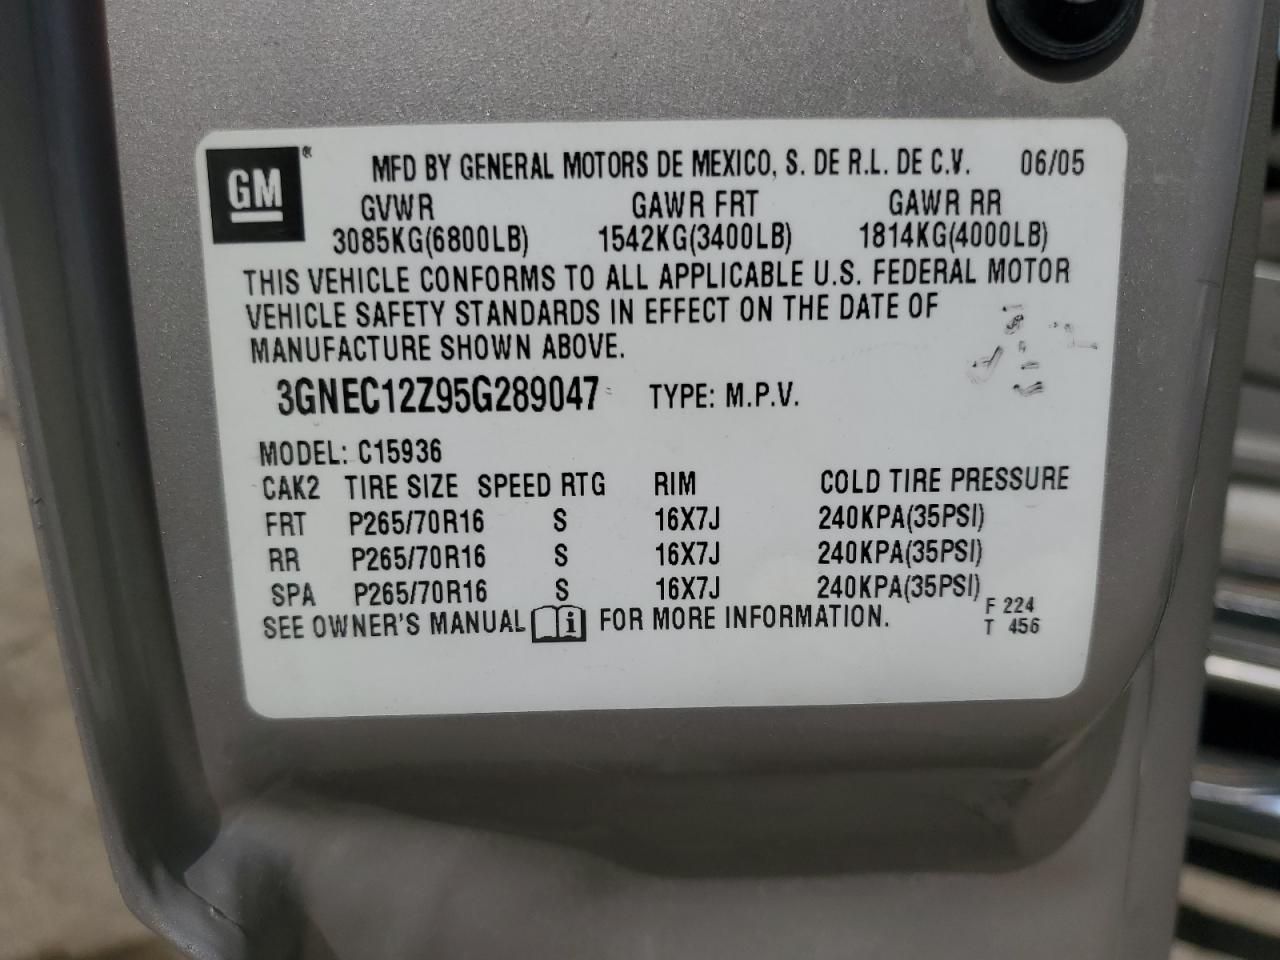 GM ® MFD BY GENERAL MOTORS DE MEXICO, S. DE R.L. DE C.V. 06/05
GVWR GAWR FRT GAWR RR
3085KG(6800LB) 1542KG(3400LB) 1814KG(4000LB)
THIS VEHICLE CONFORMS TO ALL APPLICABLE U.S. FEDERAL MOTOR
VEHICLE SAFETY STANDARDS IN EFFECT ON THE DATE OF
MANUFACTURE SHOWN ABOVE.
3GNEC12Z95G289047 TYPE: M.P.V.
MODEL: C15936
CAK2 TIRE SIZE SPEED RTG RIM COLD TIRE PRESSURE
FRT P265/70R16 S 16X7J 240KPA(35PSI)
RR P265/70R16 S 16X7J 240KPA(35PSI)
SPA P265/70R16 S 16X7J 240KPA(35PSI)
SEE OWNER'S MANUAL i FOR MORE INFORMATION.
F 224
T 456